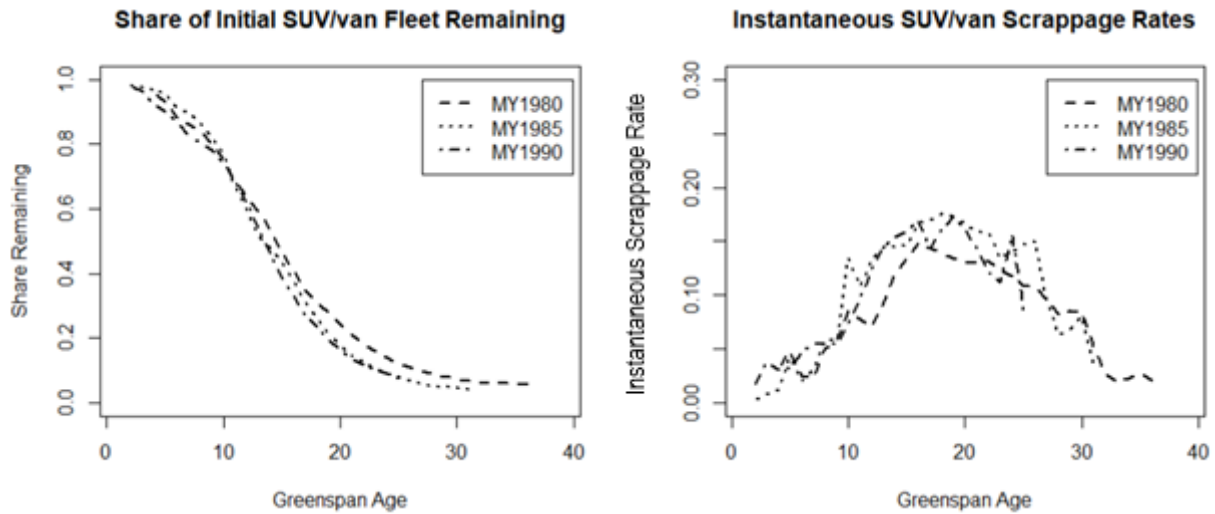 Share of Initial SUV/van Fleet Remaining
Share Remaining
1.0
0.8
0.6
0.4
0.2
0.0
MY1980
MY1985
MY1990
0 10 20 30 40
Greenspan Age
Instantaneous SUV/van Scrappage Rates
Instantaneous Scrappage Rate
0.30
0.20
0.10
0.00
MY1980
MY1985
MY1990
0 10 20 30 40
Greenspan Age